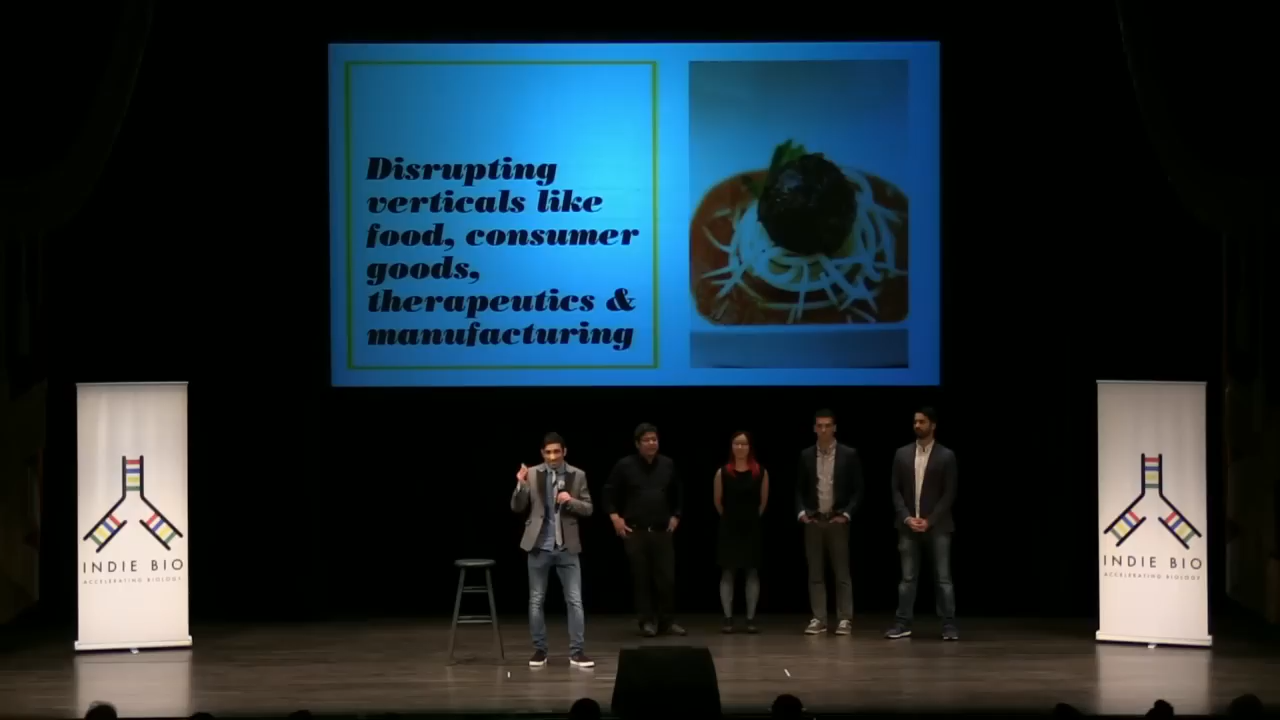 Disrupting
verticals like
food, consumer
goods,
therapeutics &
manufacturing
INDIE BIO
ACCELERATING BIOLOGY
INDIE BIO
ACCELERATING BIOLOGY